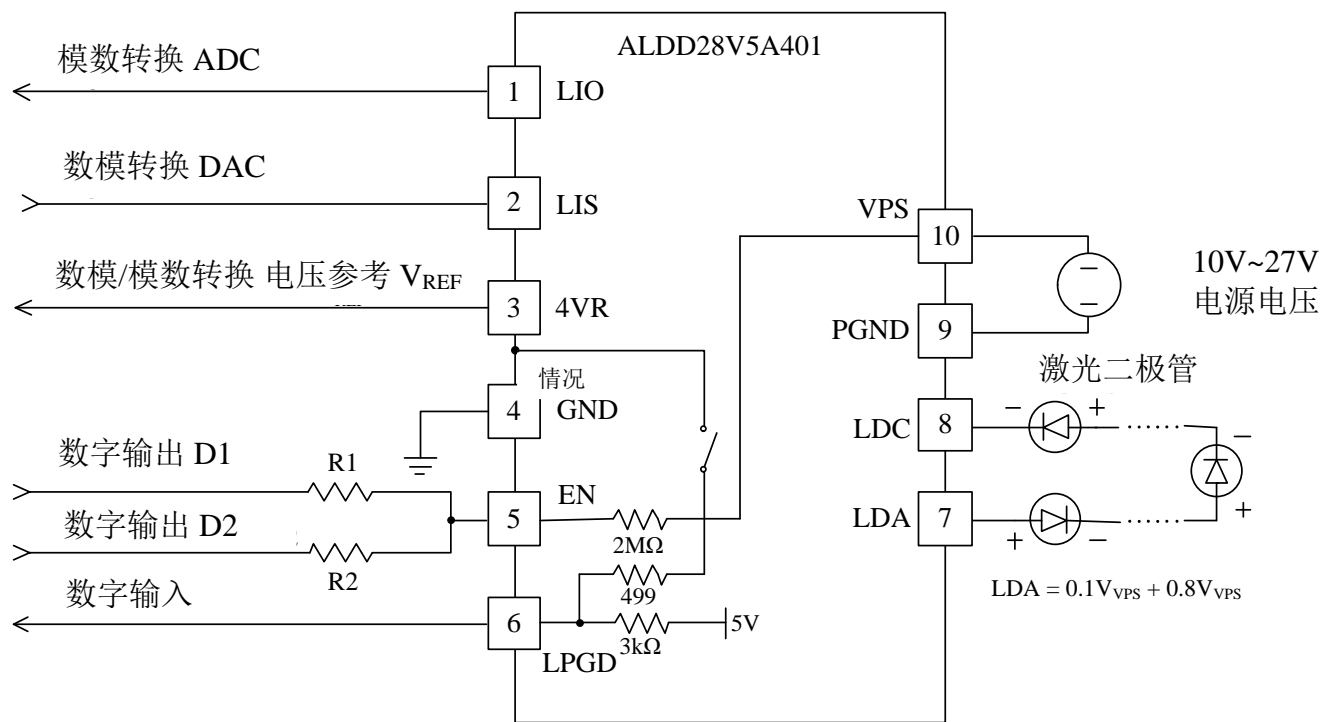 ALDD28V5A401
模数转换 ADC
1
LIO
数模转换 DAC
2
LIS
数模/模数转换 电压参考 VREF
3
4VR
情况
4
GND
数字输出 D1
R1
EN
5
2MΩ
数字输出 D2
R2
499
数字输入
6
3kΩ
5V
LPGD
VPS
10
10V~27V
电源电压
PGND
9
激光二极管
LDC
8
− +
−
+
LDA
7
+ −
LDA = 0.1VVPS + 0.8VVPS